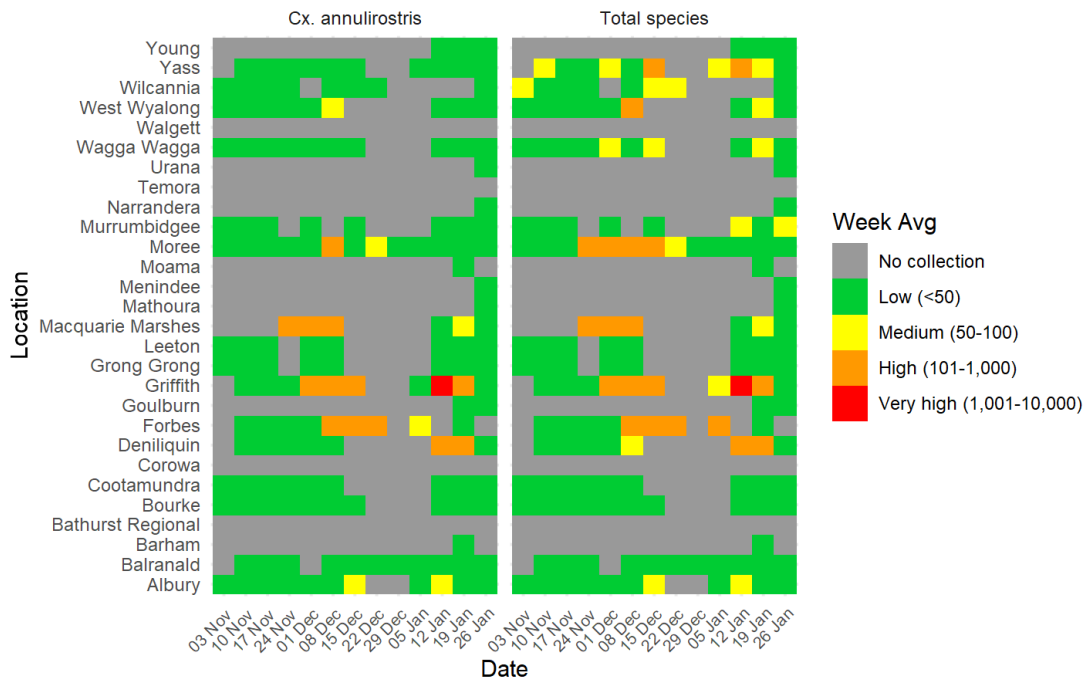 Cx. annulirostris
Total species
Location
Young
Yass
Wilcannia
West Wyalong
Walgett
Wagga Wagga
Urana
Temora
Narrandera
Murrumbidgee
Moree
Moama
Menindee
Mathoura
Macquarie Marshes
Leeton
Grong Grong
Griffith
Goulburn
Forbes
Deniliquin
Corowa
Cootamundra
Bourke
Bathurst Regional
Barham
Balranald
Albury
03 Nov
10 Nov
17 Nov
24 Nov
01 Dec
08 Dec
15 Dec
22 Dec
29 Dec
05 Jan
12 Jan
19 Jan
26 Jan
03 Nov
10 Nov
17 Nov
24 Nov
01 Dec
08 Dec
15 Dec
22 Dec
29 Dec
05 Jan
12 Jan
19 Jan
26 Jan
Date
Week Avg
No collection
Low (<50)
Medium (50-100)
High (101-1,000)
Very high (1,001-10,000)